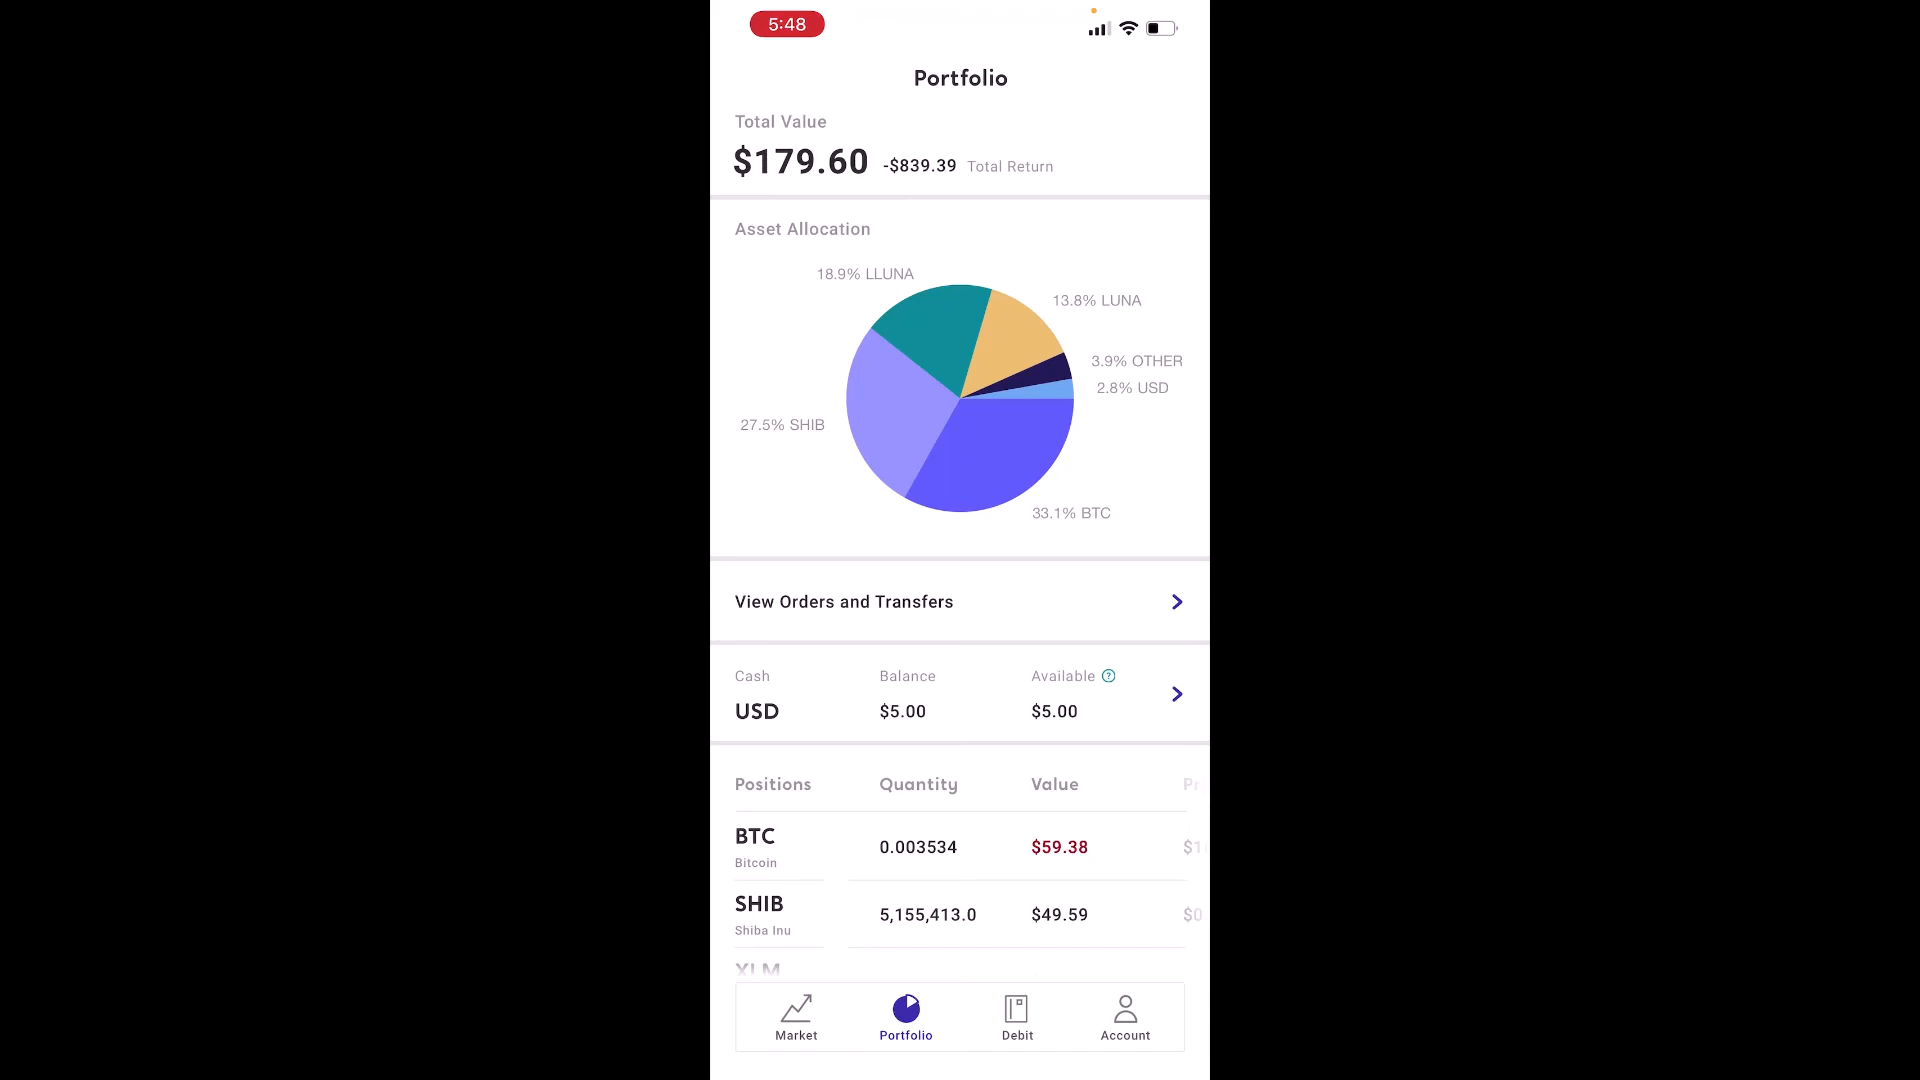 5:48
Portfolio
Total Value
$179.60 -$839.39 Total Return
Asset Allocation
18.9% LLUNA
13.8% LUNA
3.9% OTHER
2.8% USD
27.5% SHIB
33.1% BTC
View Orders and Transfers
Cash Balance Available ?
USD $5.00 $5.00
Positions Quantity Value Pr
BTC 0.003534 $59.38
Bitcoin
SHIB 5,155,413.0 $49.59 $0
Shiba Inu
XLM
Market Portfolio Debit Account